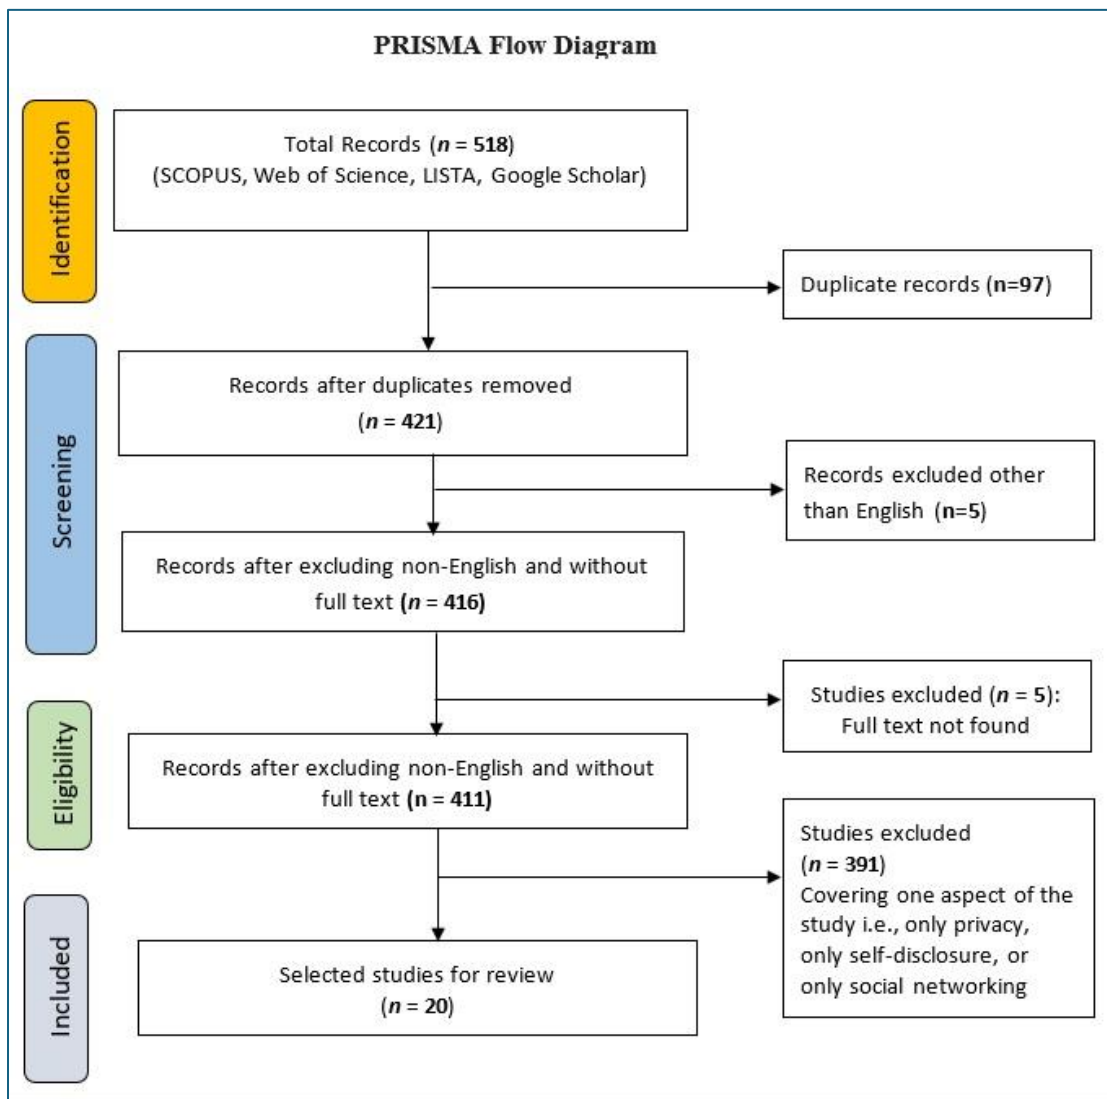 PRISMA Flow Diagram
Identification
Total Records (n = 518)
(SCOPUS, Web of Science, LISTA, Google Scholar)
Duplicate records (n=97)
Screening
Records after duplicates removed
(n = 421)
Records excluded other
than English (n=5)
Records after excluding non-English and without
full text (n = 416)
Studies excluded (n = 5):
Full text not found
Eligibility
Records after excluding non-English and without
full text (n = 411)
Studies excluded
(n = 391)
Covering one aspect of the
study i.e., only privacy,
only self-disclosure, or
only social networking
Included
Selected studies for review
(n = 20)